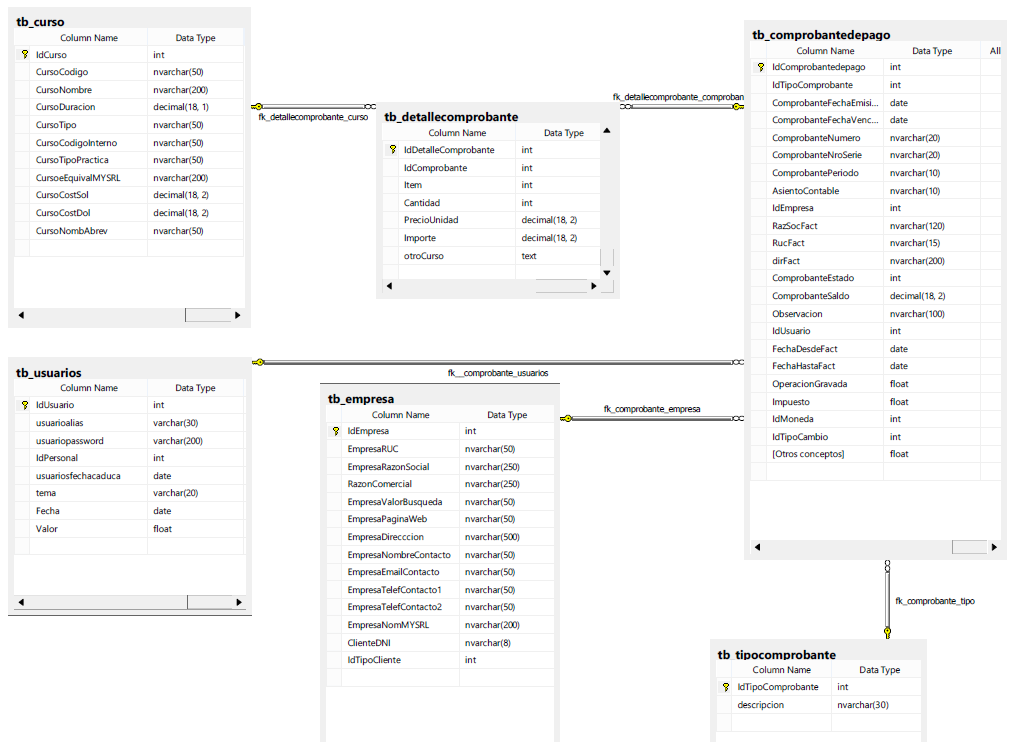 tb_curso
Column Name Data Type
IdCurso int
CursoCodigo nvarchar(50)
CursoNombre nvarchar(200)
CursoDuracion decimal(18, 1)
CursoTipo nvarchar(50)
CursoCodigoInterno nvarchar(50)
CursoTipoPractica nvarchar(50)
CursoeEquivalMYSRL nvarchar(200)
CursoCostSol decimal(18, 2)
CursoCostDol decimal(18, 2)
CursoNombAbrev nvarchar(50)
fk_detallecomprobante_curso
tb_detallecomprobante
Column Name Data Type
IdDetalleComprobante int
IdComprobante int
Item int
Cantidad int
PrecioUnidad decimal(18, 2)
Importe decimal(18, 2)
otroCurso text
fk_detallecomprobante_comproban
tb_comprobantedepago
Column Name Data Type All
IdComprobantedepago int
IdTipoComprobante int
ComprobanteFechaEmisi... date
ComprobanteFechaVenc... date
ComprobanteNumero nvarchar(20)
ComprobanteNroSerie nvarchar(20)
ComprobantePeriodo nvarchar(10)
AsientoContable nvarchar(10)
IdEmpresa int
RazSocFact nvarchar(120)
RucFact nvarchar(15)
dirFact nvarchar(200)
ComprobanteEstado int
ComprobanteSaldo decimal(18, 2)
Observacion nvarchar(100)
IdUsuario int
FechaDesdeFact date
FechaHastaFact date
OperacionGravada float
Impuesto float
IdMoneda int
IdTipoCambio int
[Otros conceptos] float
tb_usuarios
Column Name Data Type
IdUsuario int
usuarioalias varchar(30)
usuariopassword varchar(200)
IdPersonal int
usuariosfechacaduca date
tema varchar(20)
Fecha date
Valor float
fk__comprobante_usuarios
tb_empresa
Column Name Data Type
IdEmpresa int
EmpresaRUC nvarchar(50)
EmpresaRazonSocial nvarchar(250)
RazonComercial nvarchar(250)
EmpresaValorBusqueda nvarchar(50)
EmpresaPaginaWeb nvarchar(50)
EmpresaDirecccion nvarchar(500)
EmpresaNombreContacto nvarchar(50)
EmpresaEmailContacto nvarchar(50)
EmpresaTelefContacto1 nvarchar(50)
EmpresaTelefContacto2 nvarchar(50)
EmpresaNomMYSRL nvarchar(200)
ClienteDNI nvarchar(8)
IdTipoCliente int
fk_comprobante_empresa
fk_comprobante_tipo
tb_tipocomprobante
Column Name Data Type
IdTipoComprobante int
descripcion nvarchar(30)